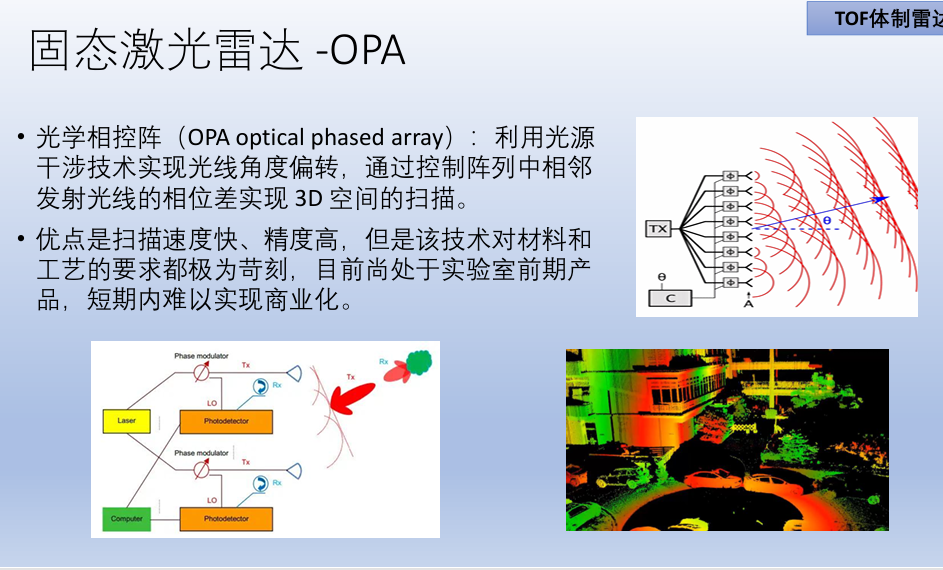 TOF体制雷达
固态激光雷达 -OPA
• 光学相控阵（OPA optical phased array）：利用光源
干涉技术实现光线角度偏转，通过控制阵列中相邻
发射光线的相位差实现 3D 空间的扫描。
• 优点是扫描速度快、精度高，但是该技术对材料和
工艺的要求都极为苛刻，目前尚处于实验室前期产
品，短期内难以实现商业化。
TX
Φ
Φ
Φ
Φ
Φ
Φ
Φ
Φ
θ
θ
C
A
Phase modulator
Tx
Rx
LO
Laser
Photodetector
Tx
Rx
Phase modulator
Tx
Rx
LO
Computer
Photodetector